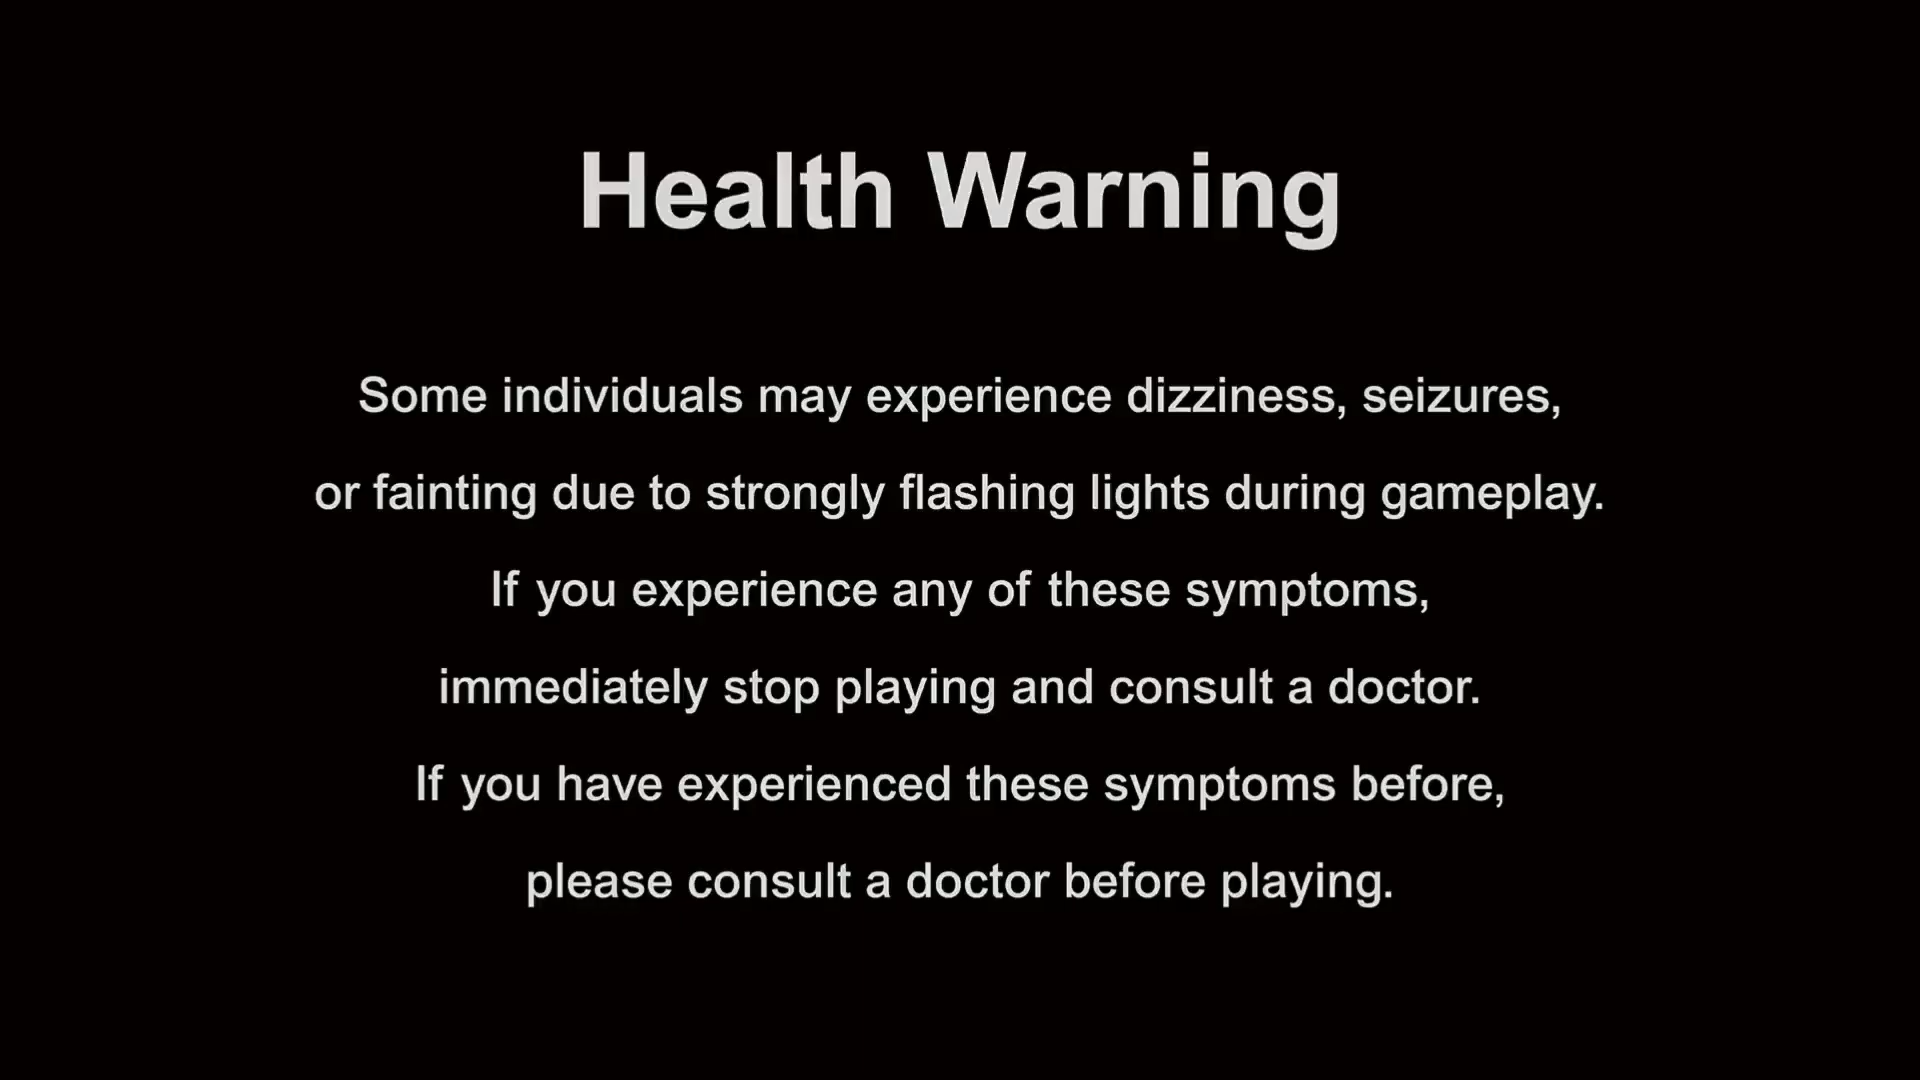 Health Warning
Some individuals may experience dizziness, seizures,
or fainting due to strongly flashing lights during gameplay.
If you experience any of these symptoms,
immediately stop playing and consult a doctor.
If you have experienced these symptoms before,
please consult a doctor before playing.